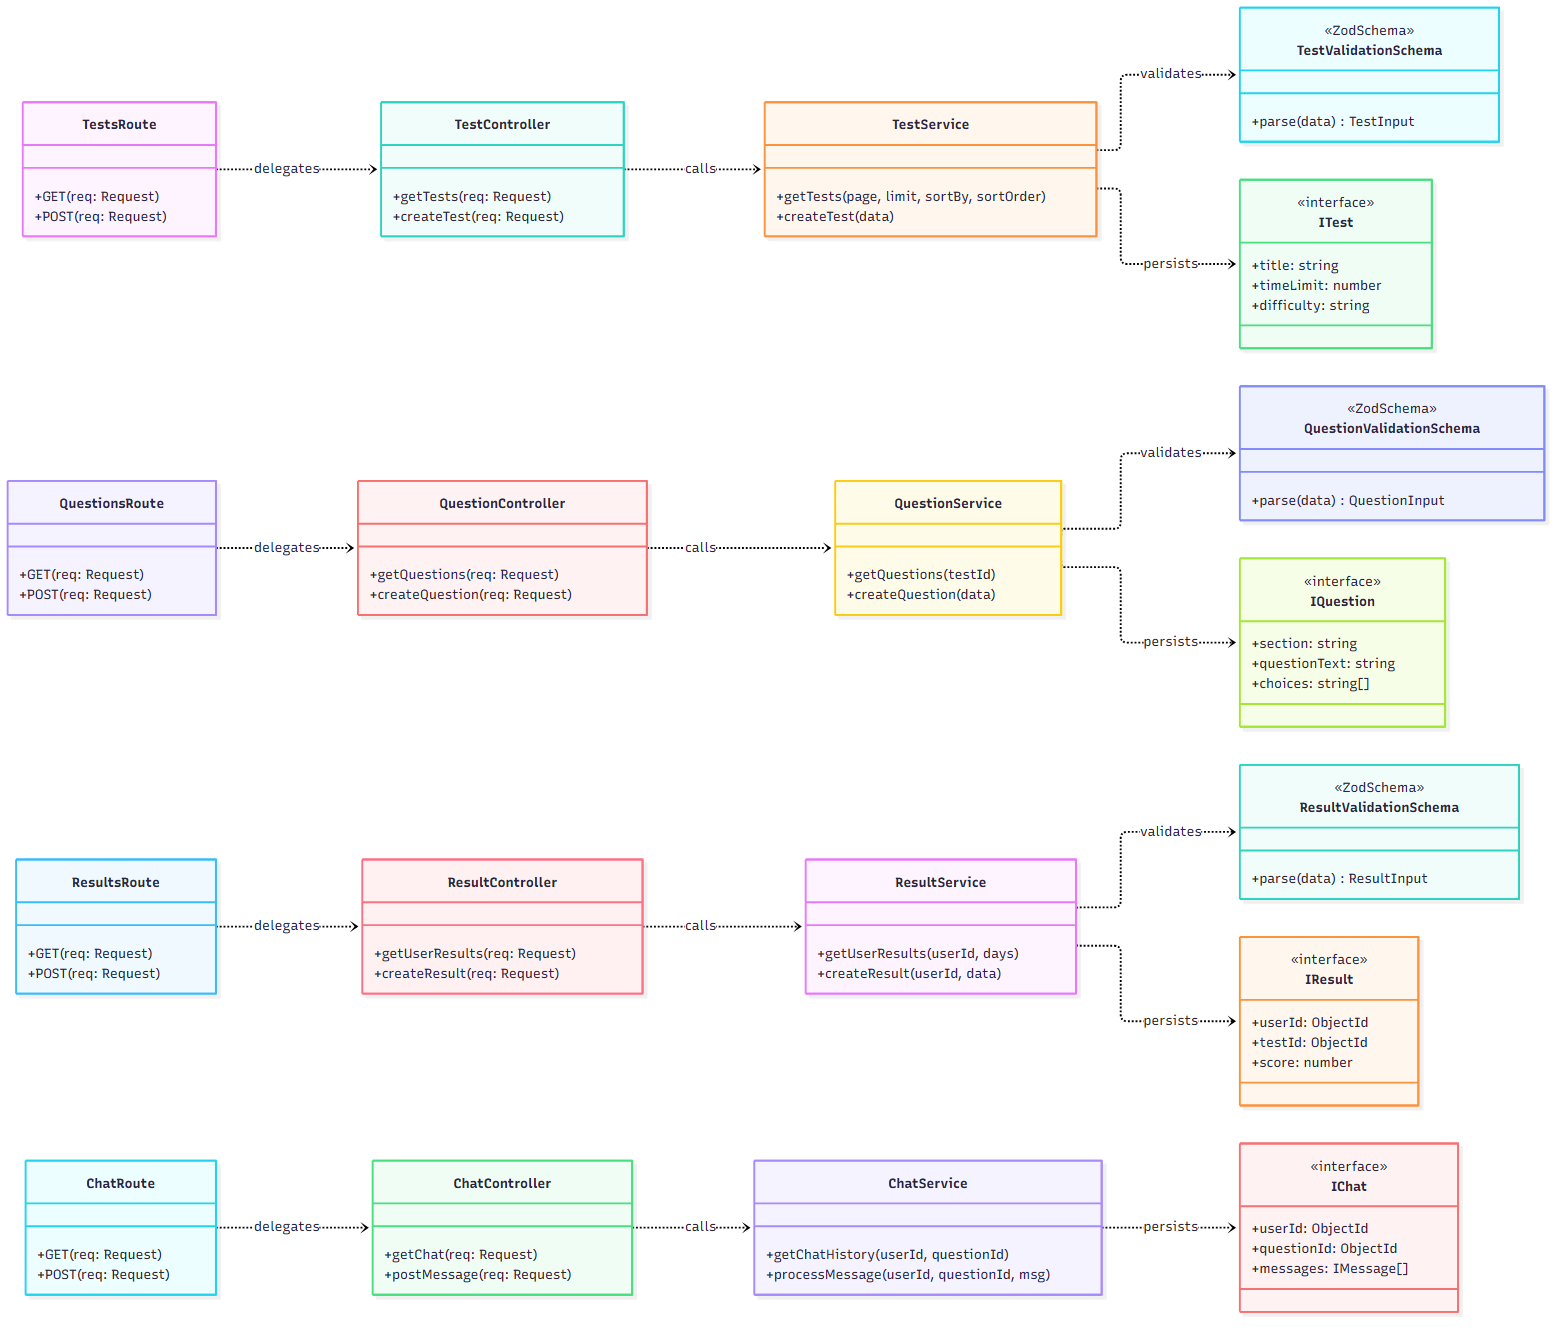 TestsRoute
+GET(req: Request)
+POST(req: Request)
delegates
TestController
+getTests(req: Request)
+createTest(req: Request)
calls
TestService
+getTests(page, limit, sortBy, sortOrder)
+createTest(data)
validates
«ZodSchema»
TestValidationSchema
+parse(data) : TestInput
persists
«interface»
ITest
+title: string
+timeLimit: number
+difficulty: string
QuestionsRoute
+GET(req: Request)
+POST(req: Request)
delegates
QuestionController
+getQuestions(req: Request)
+createQuestion(req: Request)
calls
QuestionService
+getQuestions(testId)
+createQuestion(data)
validates
«ZodSchema»
QuestionValidationSchema
+parse(data) : QuestionInput
persists
«interface»
IQuestion
+section: string
+questionText: string
+choices: string[]
ResultsRoute
+GET(req: Request)
+POST(req: Request)
delegates
ResultController
+getUserResults(req: Request)
+createResult(req: Request)
calls
ResultService
+getUserResults(userId, days)
+createResult(userId, data)
validates
«ZodSchema»
ResultValidationSchema
+parse(data) : ResultInput
persists
«interface»
IResult
+userId: ObjectId
+testId: ObjectId
+score: number
ChatRoute
+GET(req: Request)
+POST(req: Request)
delegates
ChatController
+getChat(req: Request)
+postMessage(req: Request)
calls
ChatService
+getChatHistory(userId, questionId)
+processMessage(userId, questionId, msg)
persists
«interface»
IChat
+userId: ObjectId
+questionId: ObjectId
+messages: IMessage[]